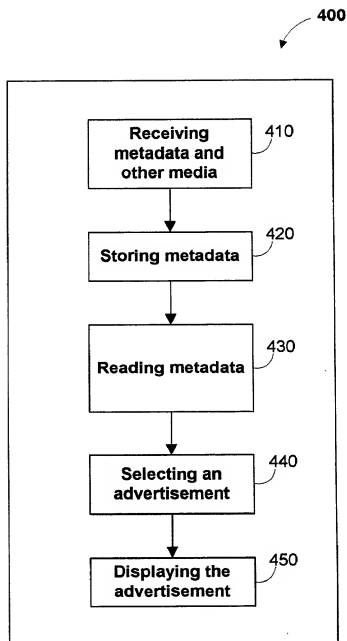 400
Receiving
metadata and
other media
410
Storing metadata
420
Reading metadata
430
Selecting an
advertisement
440
Displaying the
advertisement
450